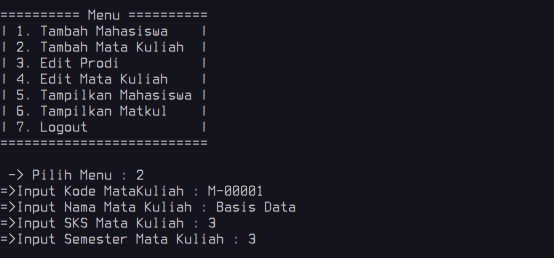 ========== Menu ==========
| 1. Tambah Mahasiswa    |
| 2. Tambah Mata Kuliah  |
| 3. Edit Prodi          |
| 4. Edit Mata Kuliah    |
| 5. Tampilkan Mahasiswa |
| 6. Tampilkan Matkul    |
| 7. Logout              |
==========================
-> Pilih Menu : 2
=>Input Kode MataKuliah : M-00001
=>Input Nama Mata Kuliah : Basis Data
=>Input SKS Mata Kuliah : 3
=>Input Semester Mata Kuliah : 3